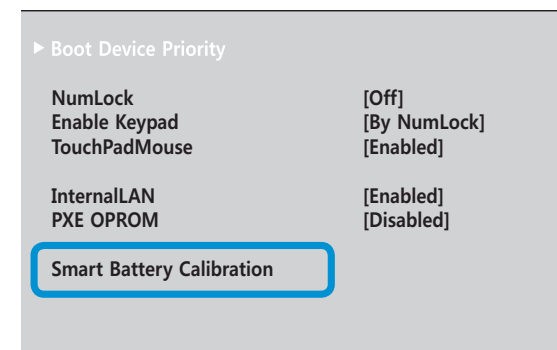 ▶ Boot Device Priority
NumLock [Off]
Enable Keypad [By NumLock]
TouchPadMouse [Enabled]
InternalLAN [Enabled]
PXE OPROM [Disabled]
Smart Battery Calibration